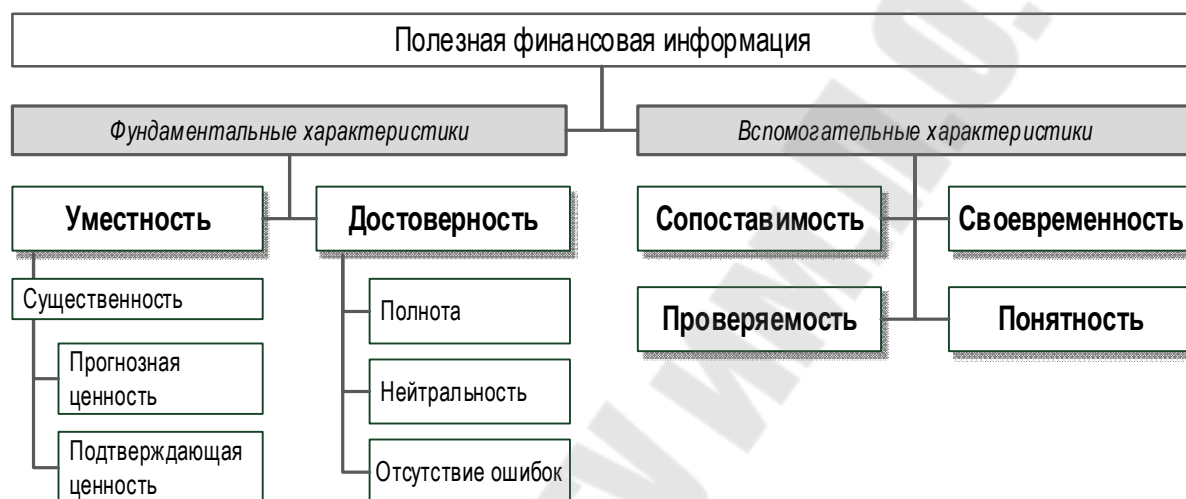 Полезная финансовая информация
Фундаментальные характеристики
Вспомогательные характеристики
Уместность
Достоверность
Сопоставимость
Своевременность
Существенность
Полнота
Проверяемость
Понятность
Прогнозная
ценность
Нейтральность
Подтверждающая
ценность
Отсутствие ошибок